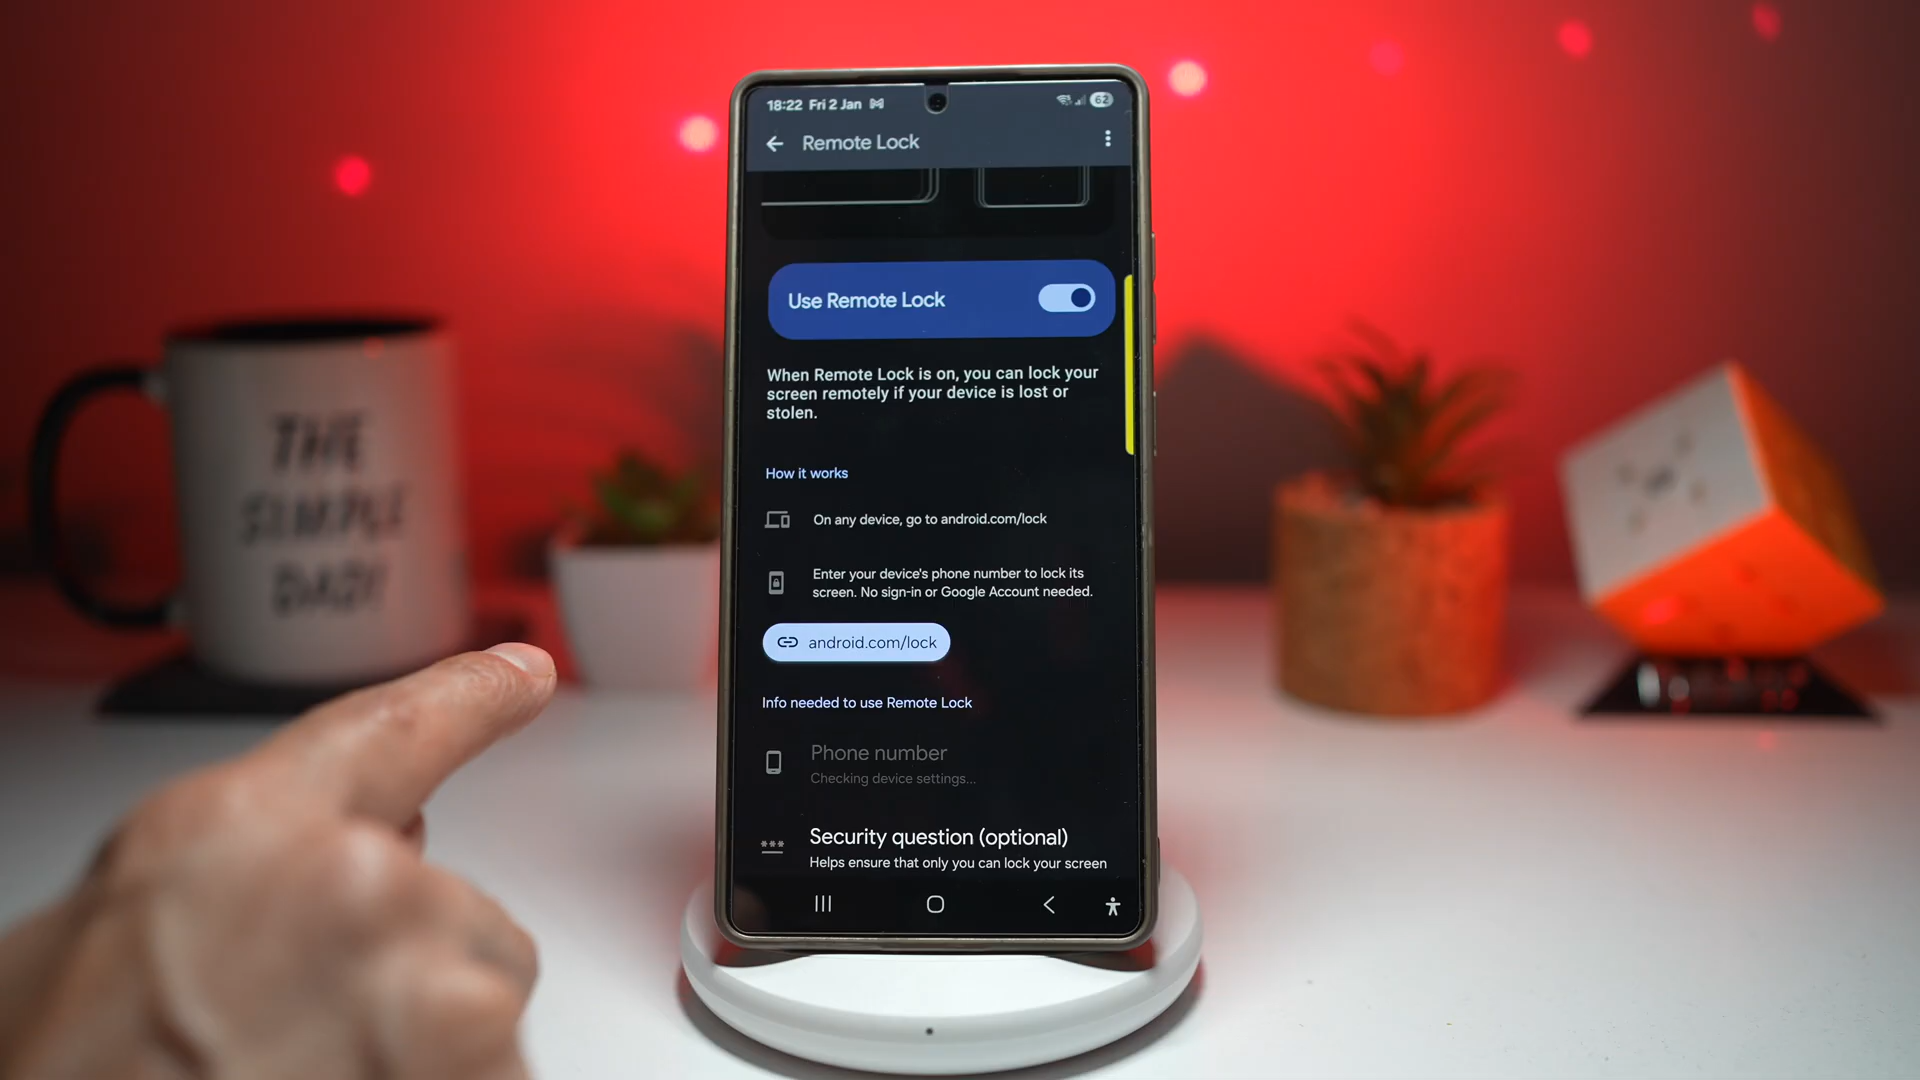 18:22 Fri 2 Jan
62
Remote Lock
Use Remote Lock
When Remote Lock is on, you can lock your
screen remotely if your device is lost or
stolen.
How it works
On any device, go to android.com/lock
Enter your device's phone number to lock its
screen. No sign-in or Google Account needed.
android.com/lock
Info needed to use Remote Lock
Phone number
Checking device settings...
Security question (optional)
Helps ensure that only you can lock your screen
THE
SIMPLE
DAD!